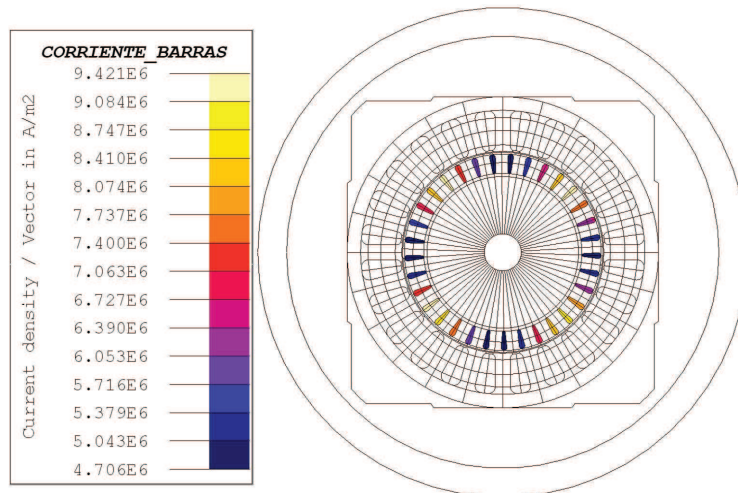 CORRIENTE_BARRAS
Current density / Vector in A/m2
9.421E6
9.084E6
8.747E6
8.410E6
8.074E6
7.737E6
7.400E6
7.063E6
6.727E6
6.390E6
6.053E6
5.716E6
5.379E6
5.043E6
4.706E6